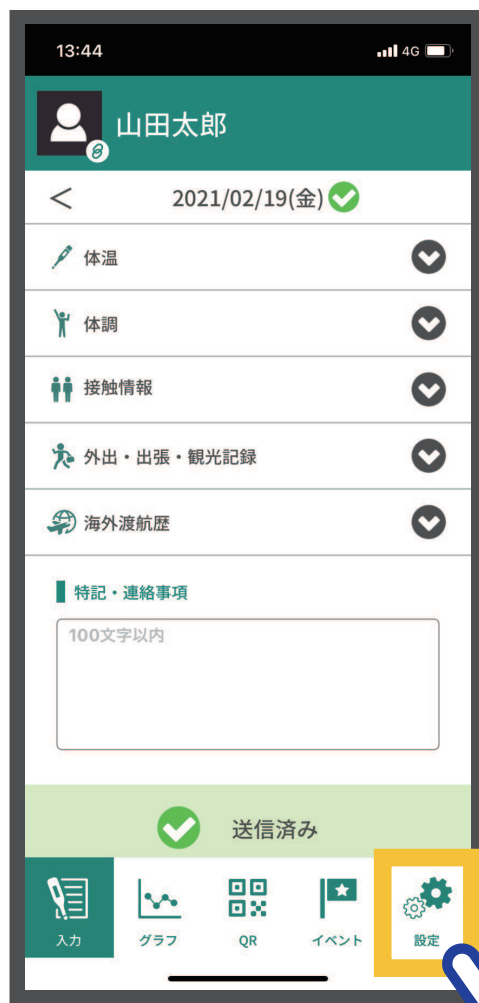 13:44
4G
山田太郎
< 2021/02/19(金)
体温
体調
接触情報
外出・出張・観光記録
海外渡航歴
特記・連絡事項
100文字以内
送信済み
入力 グラフ QR イベント 設定